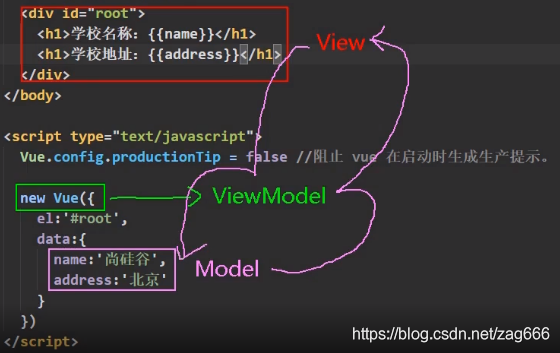 <div id="root">
<h1>学校名称：{{name}}</h1>
<h1>学校地址：{{address}}</h1>
</div>
</body>
View
<script type="text/javascript">
Vue.config.productionTip = false //阻止 vue 在启动时生成生产提示。
new Vue({
ViewModel
el:'#root',
data:{
name:'尚硅谷',
Model
address:'北京'
}
})
</script>
https://blog.csdn.net/zag666